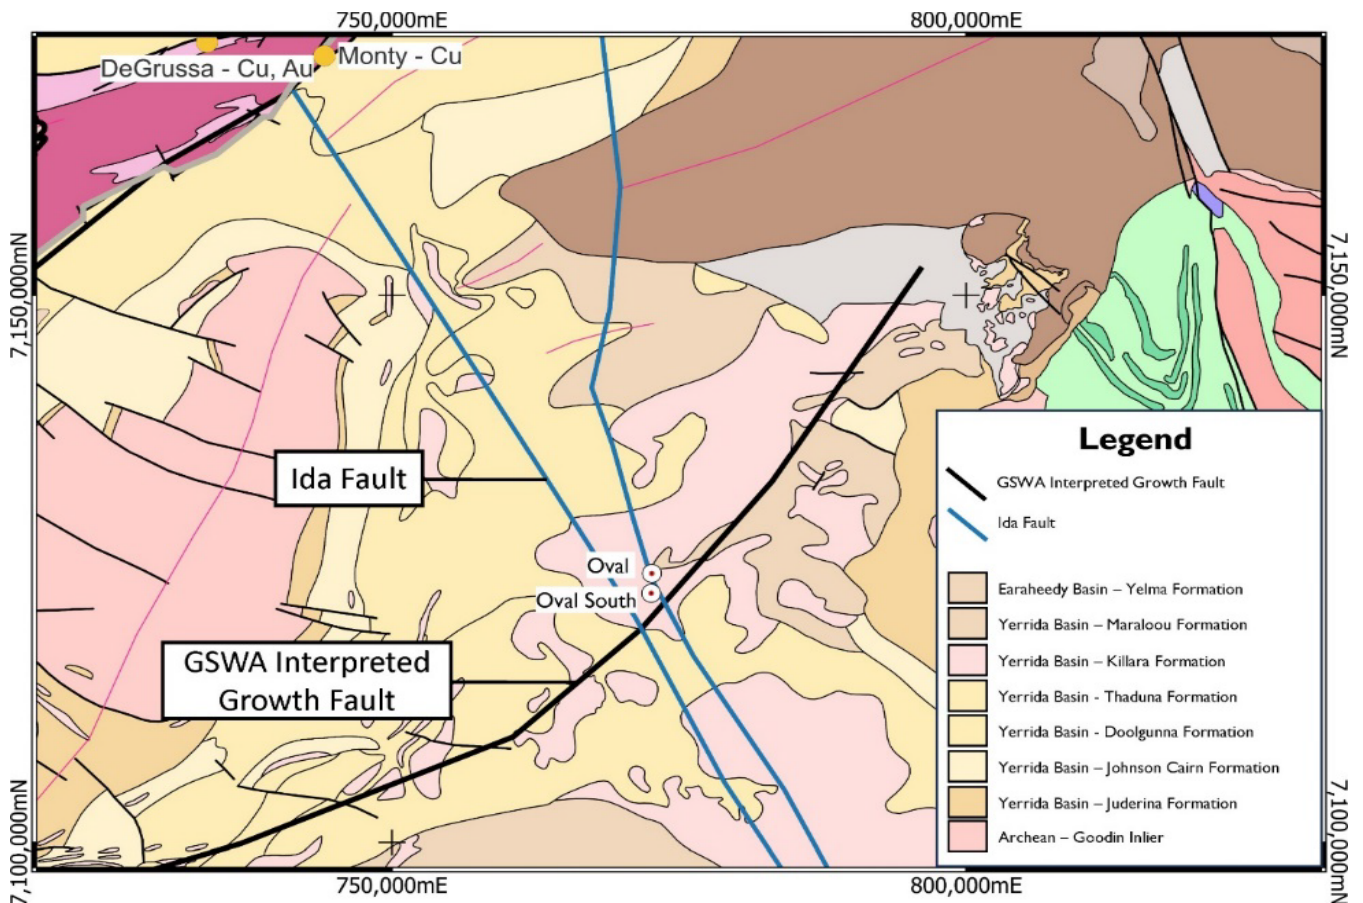 750,000mE
800,000mE
DeGrussa - Cu, Au
Monty - Cu
7,150,000mN
7,150,000mN
Ida Fault
Oval
Oval South
GSWA Interpreted
Growth Fault
Legend
GSWA Interpreted Growth Fault
Ida Fault
Earaheedy Basin – Yelma Formation
Yerrida Basin – Maraloou Formation
Yerrida Basin – Killara Formation
Yerrida Basin - Thaduna Formation
Yerrida Basin - Doolgunna Formation
Yerrida Basin – Johnson Cairn Formation
Yerrida Basin – Juderina Formation
Archean – Goodin Inlier
7,100,000mN
7,100,000mN
750,000mE
800,000mE